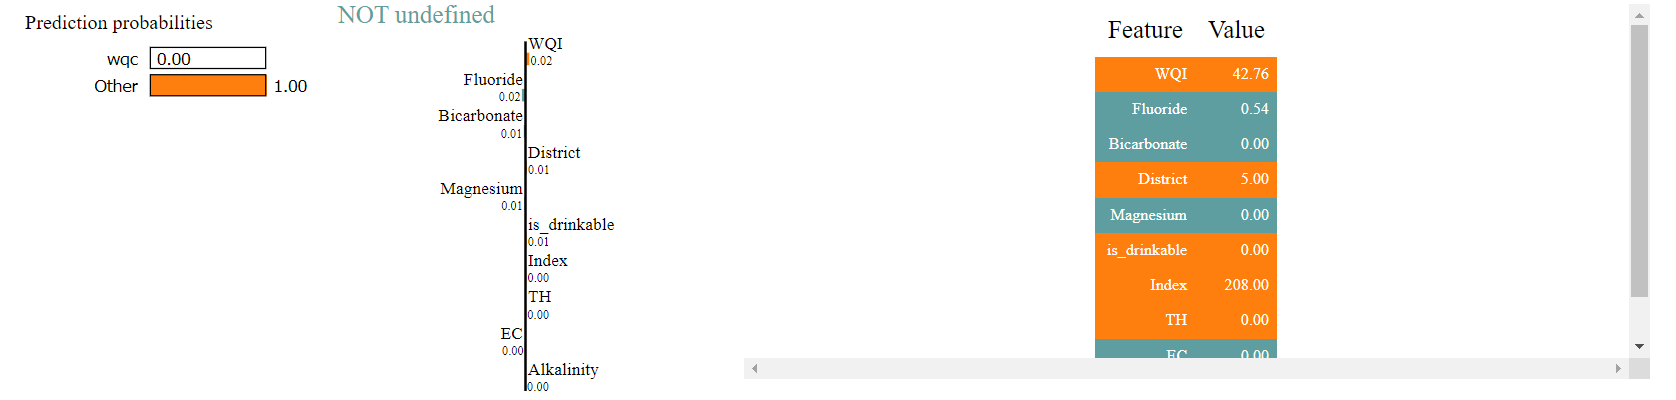 Prediction probabilities
wqc 0.00
Other 1.00
NOT undefined
WQI
0.02
Fluoride
0.02
Bicarbonate
0.01
District
0.01
Magnesium
0.01
is_drinkable
0.01
Index
0.00
TH
0.00
EC
0.00
Alkalinity
0.00
Feature Value
WQI 42.76
Fluoride 0.54
Bicarbonate 0.00
District 5.00
Magnesium 0.00
is_drinkable 0.00
Index 208.00
TH 0.00
EC 0.00